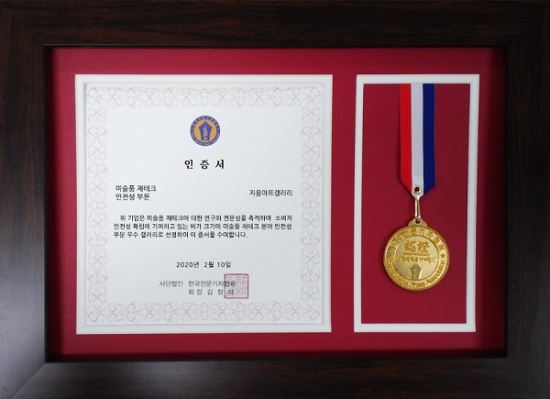 인 증 서
미술품 재테크
안전성 부문
지웅아트갤러리
위 기업은 미술품 재테크에 대한 연구와 전문성을 축적하여 소비자
안전성 확립에 기여하고 있는 바가 크기에 미술품 재테크 분야 안전성
부문 우수 갤러리로 선정하여 이 증서를 수여합니다.
2020년 2월 10일
사단법인 한국전문기자협회
회 장 김 창 석
認證